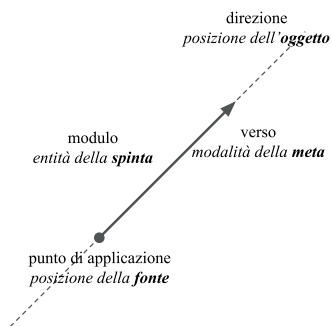 direzione
posizione dell'oggetto
modulo
entità della spinta
verso
modalità della meta
punto di applicazione
posizione della fonte